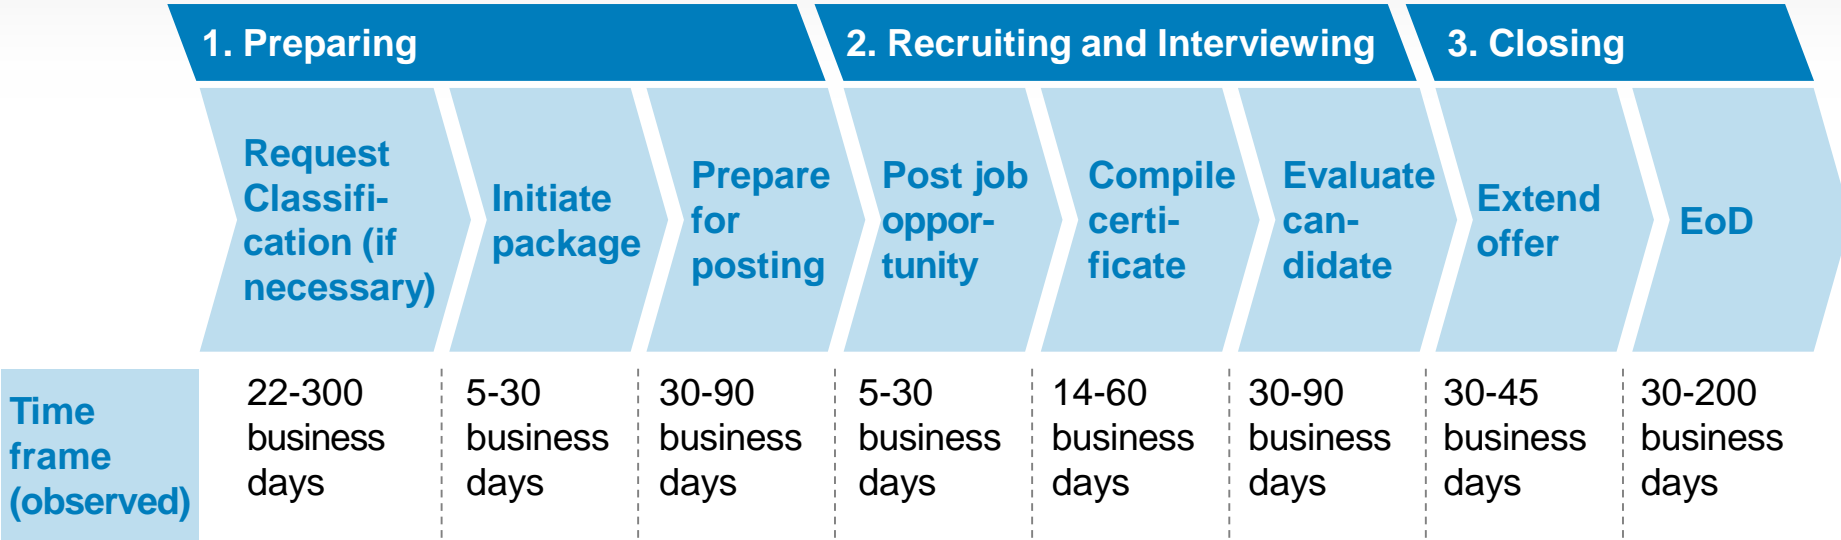 1. Preparing
2. Recruiting and Interviewing
3. Closing
Request
Classifi-
cation (if
necessary)
Initiate
package
Prepare
for
posting
Post job
oppor-
tunity
Compile
certi-
ficate
Evaluate
can-
didate
Extend
offer
EoD
Time
frame
(observed)
22-300
business
days
5-30
business
days
30-90
business
days
5-30
business
days
14-60
business
days
30-90
business
days
30-45
business
days
30-200
business
days